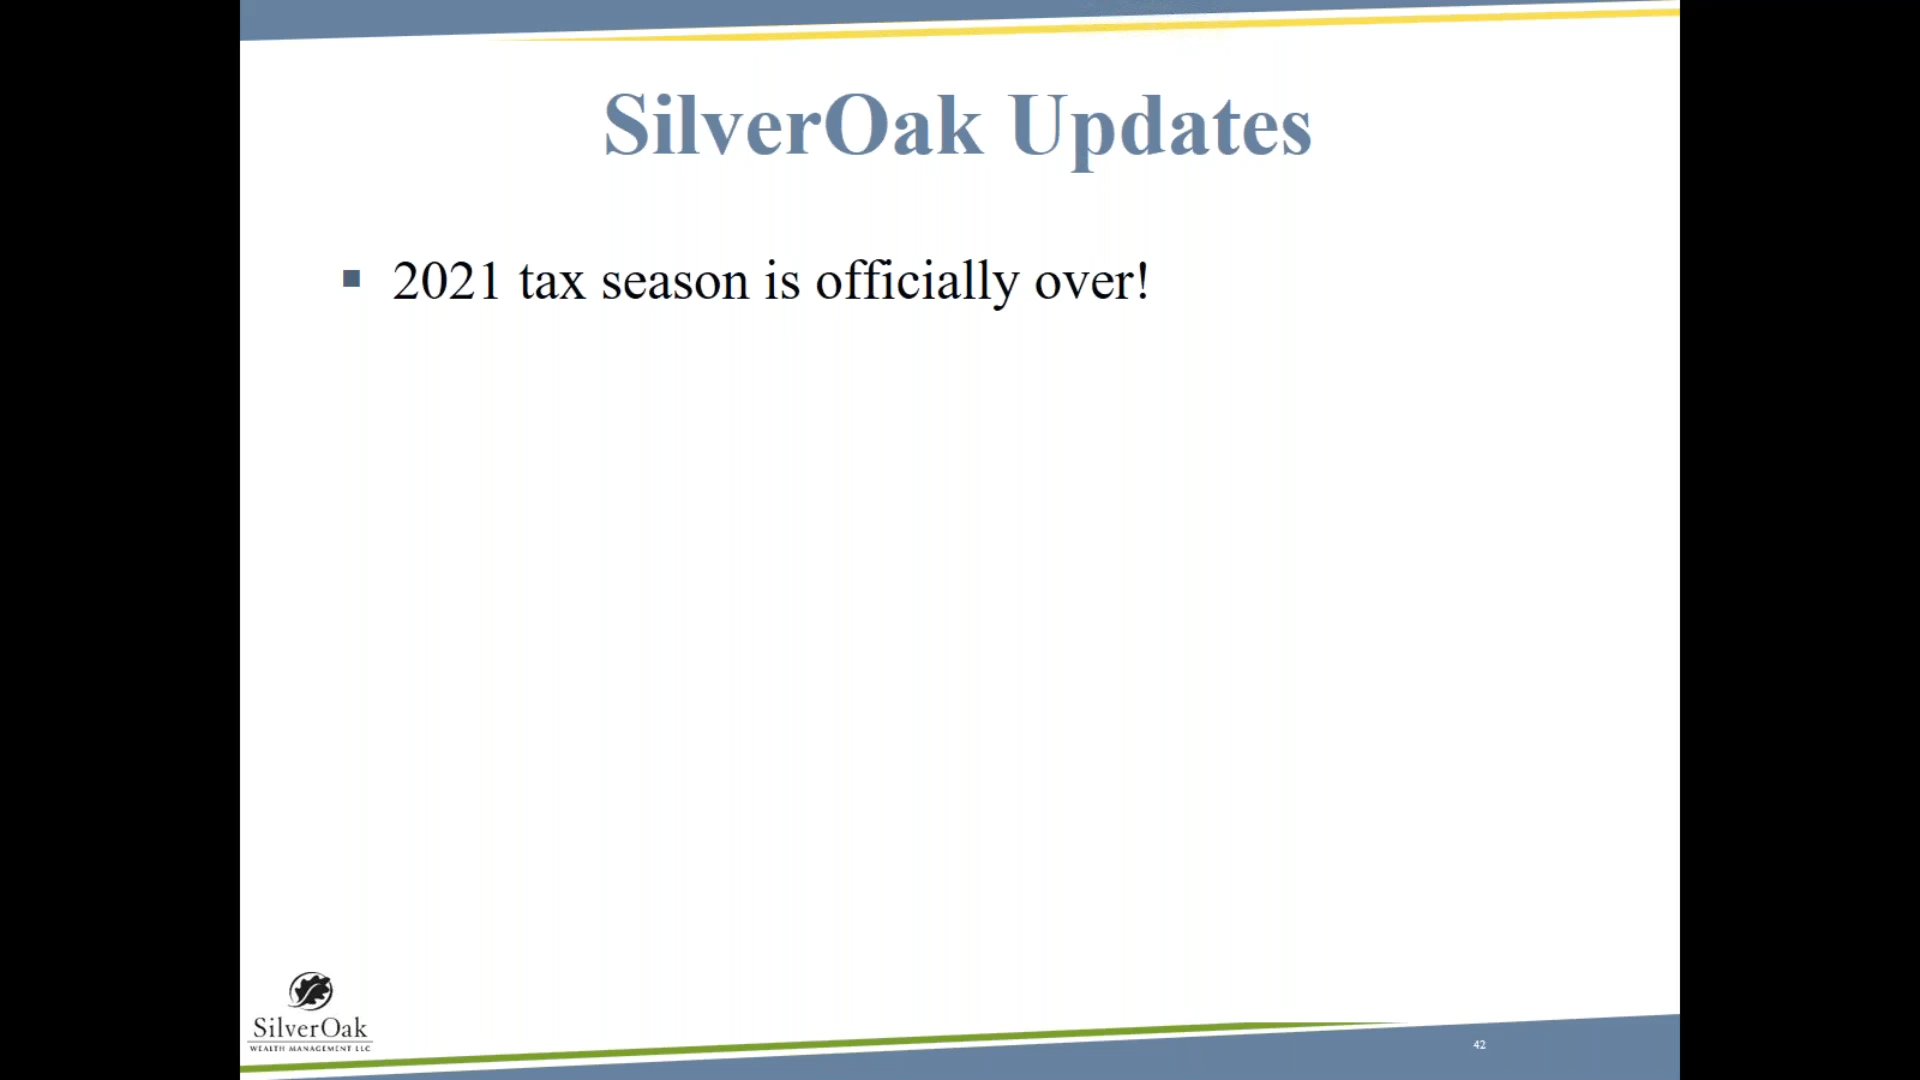 SilverOak Updates
2021 tax season is officially over!
SilverOak
WEALTH MANAGEMENT LLC
42